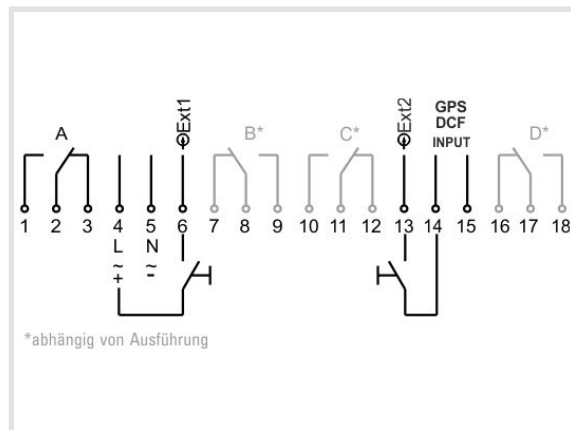 A
Ext1
B*
C*
Ext2
GPS
DCF
INPUT
D*
1 2 3 4 5 6 7 8 9 10 11 12 13 14 15 16 17 18
L N
~ ~
+ -
*abhängig von Ausführung